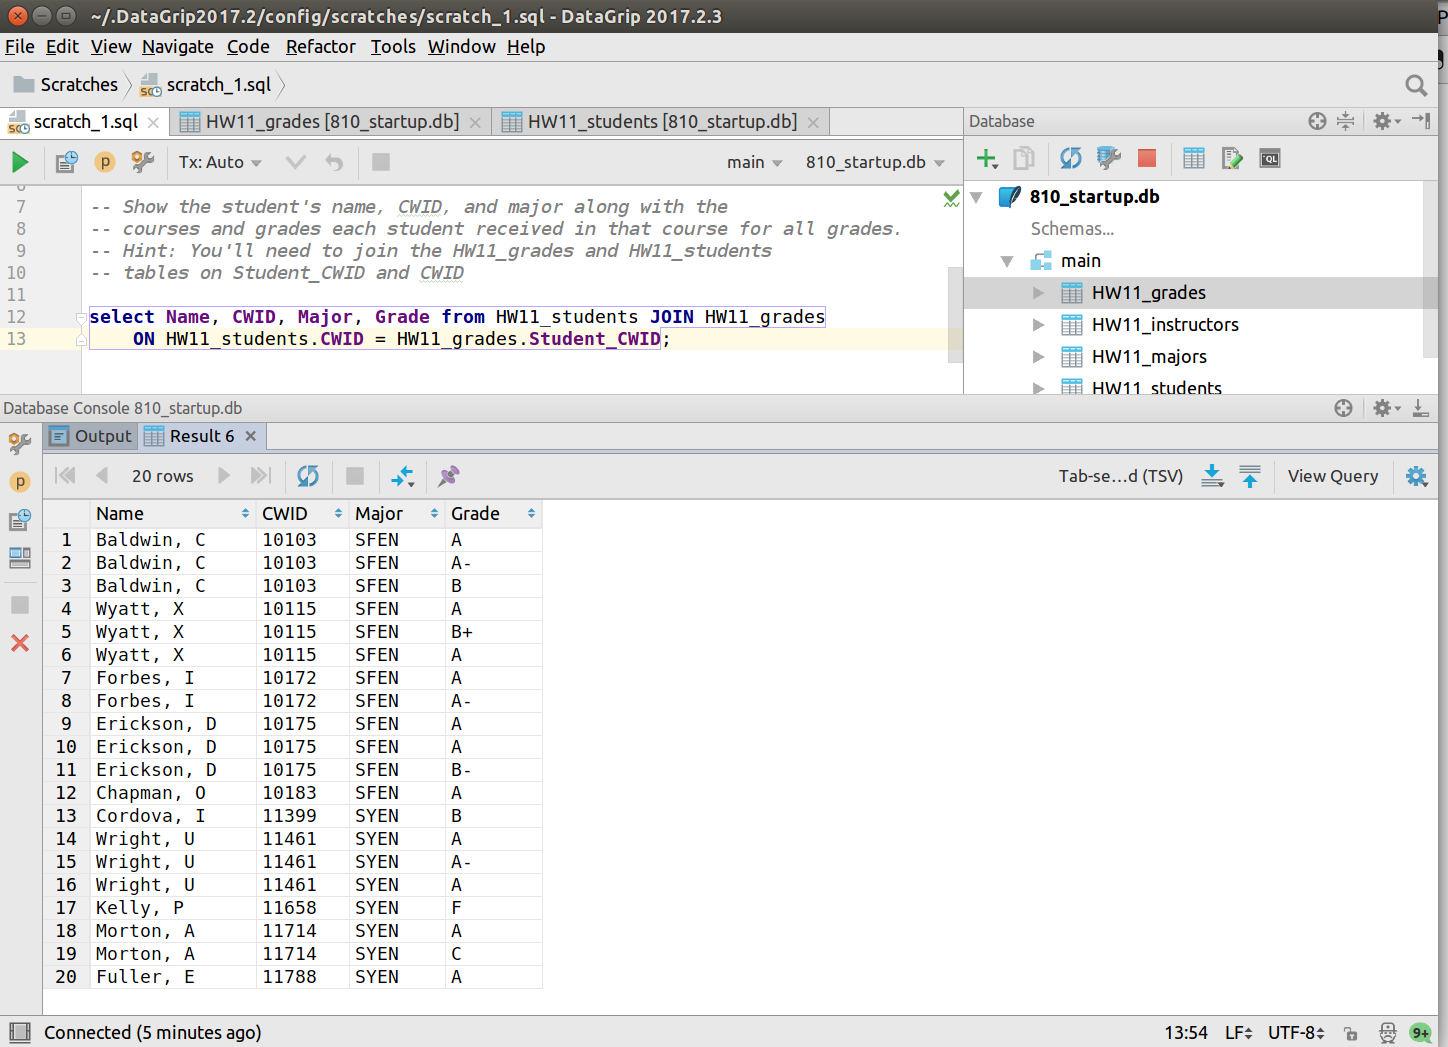 ~/.DataGrip2017.2/config/scratches/scratch_1.sql - DataGrip 2017.2.3
File Edit View Navigate Code Refactor Tools Window Help
Scratches scratch_1.sql
scratch_1.sql HW11_grades [810_startup.db] HW11_students [810_startup.db] Database
Tx: Auto main 810_startup.db
7 -- Show the student's name, CWID, and major along with the
8 -- courses and grades each student received in that course for all grades.
9 -- Hint: You'll need to join the HW11_grades and HW11_students
10 -- tables on Student_CWID and CWID
11
12 select Name, CWID, Major, Grade from HW11_students JOIN HW11_grades
13 ON HW11_students.CWID = HW11_grades.Student_CWID;
810_startup.db
Schemas...
main
HW11_grades
HW11_instructors
HW11_majors
HW11_students
Database Console 810_startup.db
Output Result 6
20 rows Tab-se...d (TSV) View Query
Name CWID Major Grade
1 Baldwin, C 10103 SFEN A
2 Baldwin, C 10103 SFEN A-
3 Baldwin, C 10103 SFEN B
4 Wyatt, X 10115 SFEN A
5 Wyatt, X 10115 SFEN B+
6 Wyatt, X 10115 SFEN A
7 Forbes, I 10172 SFEN A
8 Forbes, I 10172 SFEN A-
9 Erickson, D 10175 SFEN A
10 Erickson, D 10175 SFEN A
11 Erickson, D 10175 SFEN B-
12 Chapman, O 10183 SFEN A
13 Cordova, I 11399 SYEN B
14 Wright, U 11461 SYEN A
15 Wright, U 11461 SYEN A-
16 Wright, U 11461 SYEN A
17 Kelly, P 11658 SYEN F
18 Morton, A 11714 SYEN A
19 Morton, A 11714 SYEN C
20 Fuller, E 11788 SYEN A
Connected (5 minutes ago) 13:54 LF UTF-8 9+